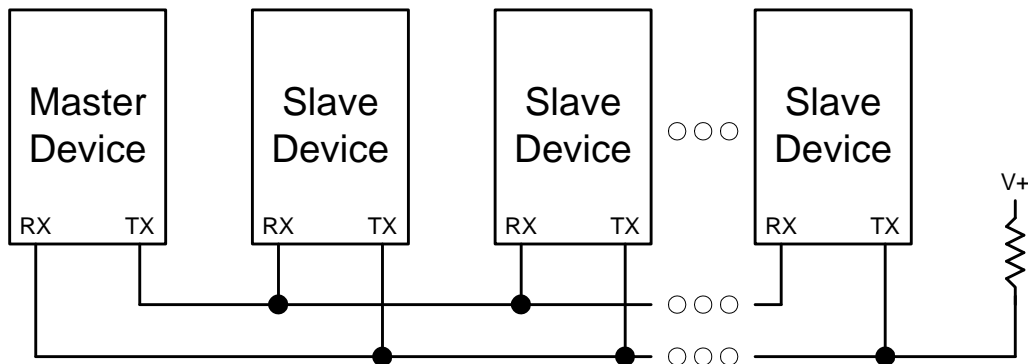 Master
Device
Slave
Device
Slave
Device
Slave
Device
RX TX
RX TX
RX TX
RX TX
V+